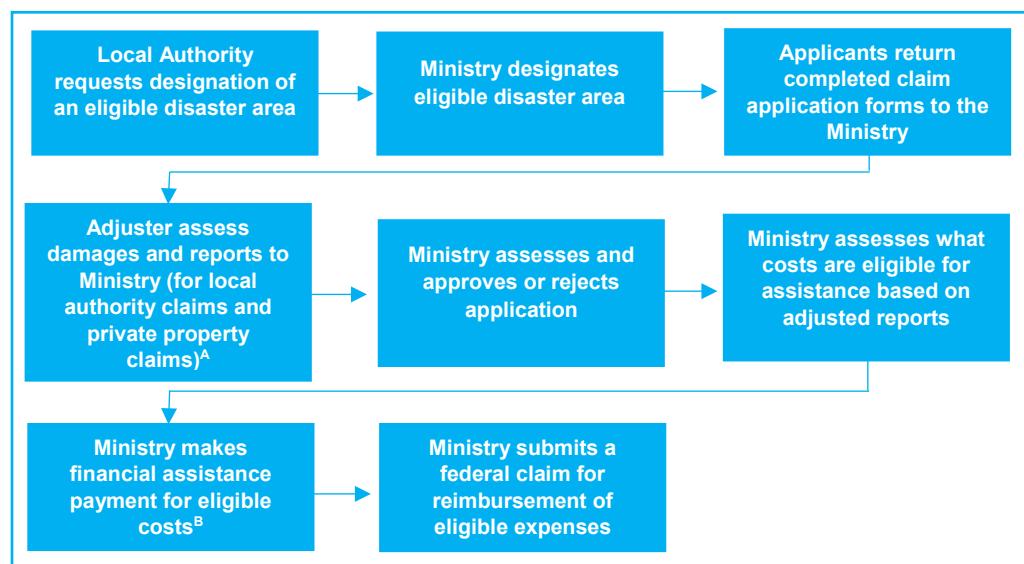 Local Authority
requests designation of
an eligible disaster area
Ministry designates
eligible disaster area
Applicants return
completed claim
application forms to the
Ministry
Adjuster assess
damages and reports to
Ministry (for local
authority claims and
private property
claims)ᴬ
Ministry assesses and
approves or rejects
application
Ministry assesses what
costs are eligible for
assistance based on
adjusted reports
Ministry makes
financial assistance
payment for eligible
costsᴮ
Ministry submits a
federal claim for
reimbursement of
eligible expenses